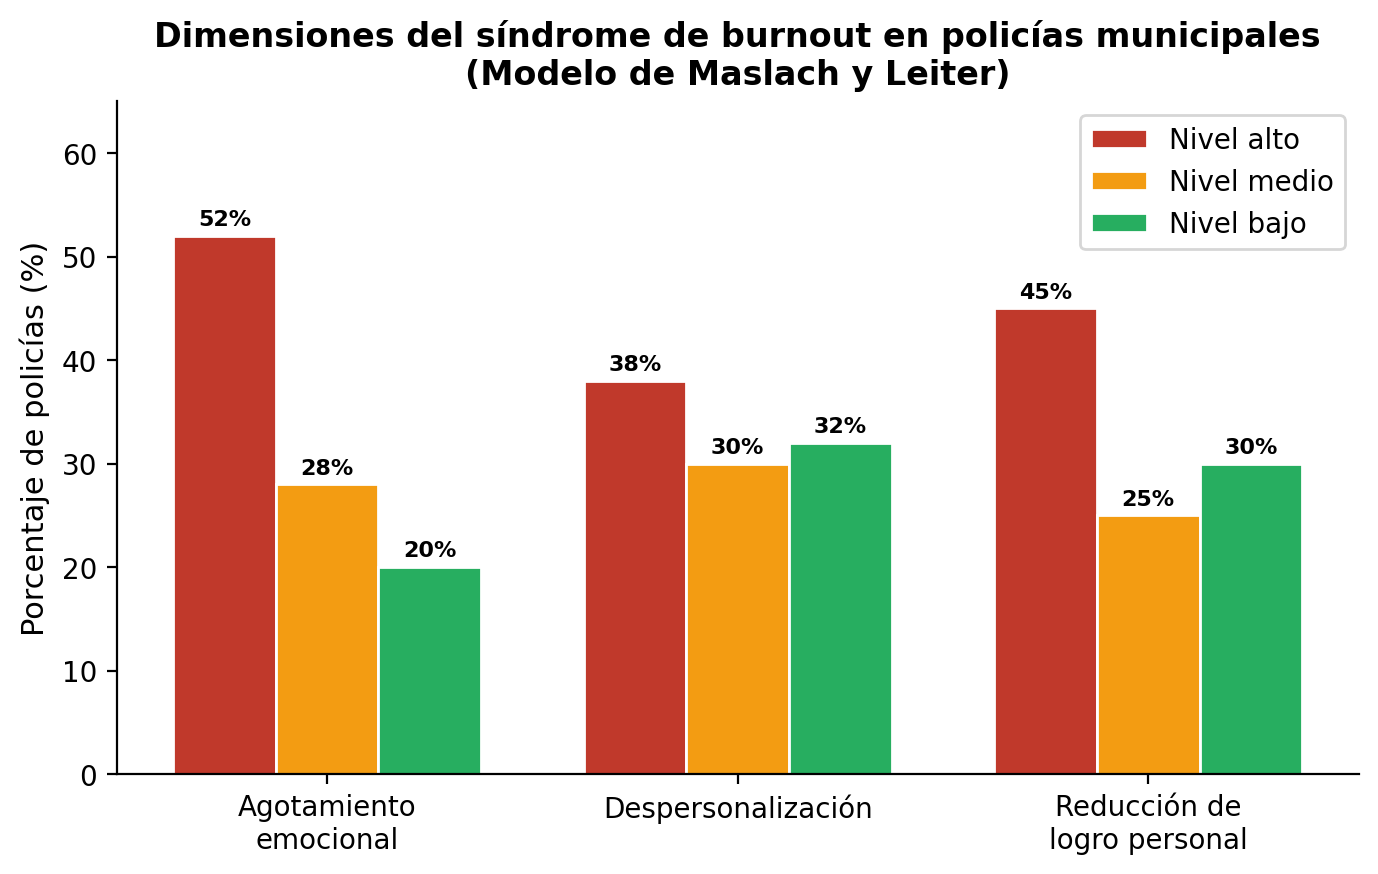 Dimensiones del síndrome de burnout en policías municipales
(Modelo de Maslach y Leiter)
Nivel alto
Nivel medio
Nivel bajo
Porcentaje de policías (%)
60
50
40
30
20
10
0
52%
28%
20%
38%
30%
32%
45%
25%
30%
Agotamiento
emocional
Despersonalización
Reducción de
logro personal